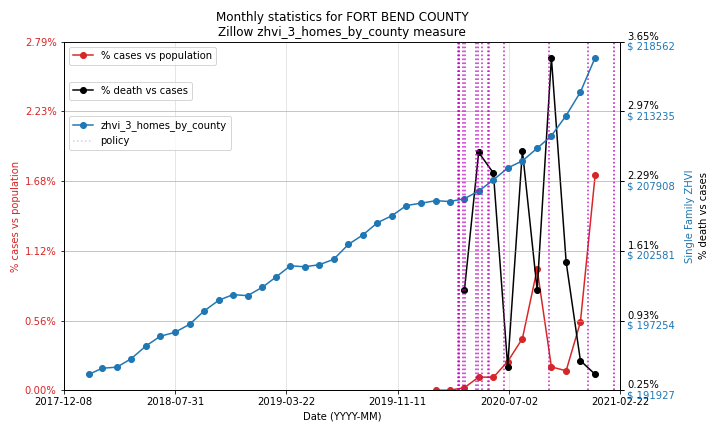 Monthly statistics for FORT BEND COUNTY
Zillow zhvi_3_homes_by_county measure
2.79%
2.23%
1.68%
1.12%
0.56%
0.00%
% cases vs population
% cases vs population
% death vs cases
zhvi_3_homes_by_county
policy
3.65%
$ 218562
2.97%
$ 213235
2.29%
$ 207908
1.61%
$ 202581
0.93%
$ 197254
0.25%
$ 191927
Single Family ZHVI
% death vs cases
2017-12-08
2018-07-31
2019-03-22
2019-11-11
2020-07-02
2021-02-22
Date (YYYY-MM)